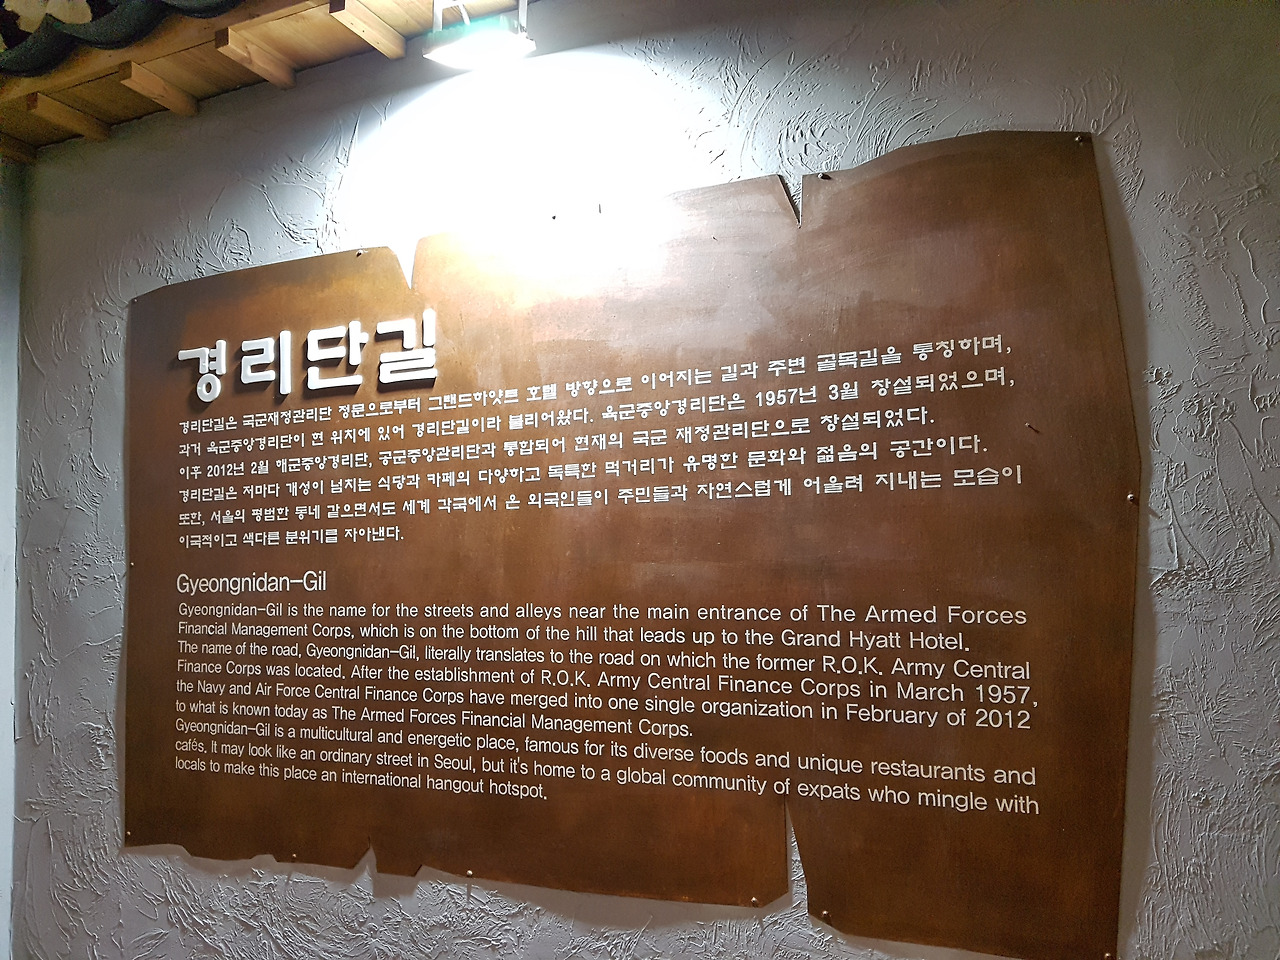 경리단길
경리단길은 국군재정관리단 정문으로부터 그랜드하얏트 호텔 방향으로 이어지는 길과 주변 골목길을 통칭하며,
과거 육군중앙경리단이 현 위치에 있어 경리단길이라 불리어왔다. 육군중앙경리단은 1957년 3월 창설되었으며,
이후 2012년 2월 해군중앙경리단, 공군중앙관리단과 통합되어 현재의 국군 재정관리단으로 창설되었다.
경리단길은 저마다 개성이 넘치는 식당과 카페의 다양하고 독특한 먹거리가 유명한 문화와 젊음의 공간이다.
또한, 서울의 평범한 동네 같으면서도 세계 각국에서 온 외국인들이 주민들과 자연스럽게 어울려 지내는 모습이
이국적이고 색다른 분위기를 자아낸다.
Gyeongnidan-Gil
Gyeongnidan-Gil is the name for the streets and alleys near the main entrance of The Armed Forces
Financial Management Corps, which is on the bottom of the hill that leads up to the Grand Hyatt Hotel.
The name of the road, Gyeongnidan-Gil, literally translates to the road on which the former R.O.K. Army Central
Finance Corps was located. After the establishment of R.O.K. Army Central Finance Corps in March 1957,
the Navy and Air Force Central Finance Corps have merged into one single organization in February of 2012
to what is known today as The Armed Forces Financial Management Corps.
Gyeongnidan-Gil is a multicultural and energetic place, famous for its diverse foods and unique restaurants and
cafés. It may look like an ordinary street in Seoul, but it's home to a global community of expats who mingle with
locals to make this place an international hangout hotspot.